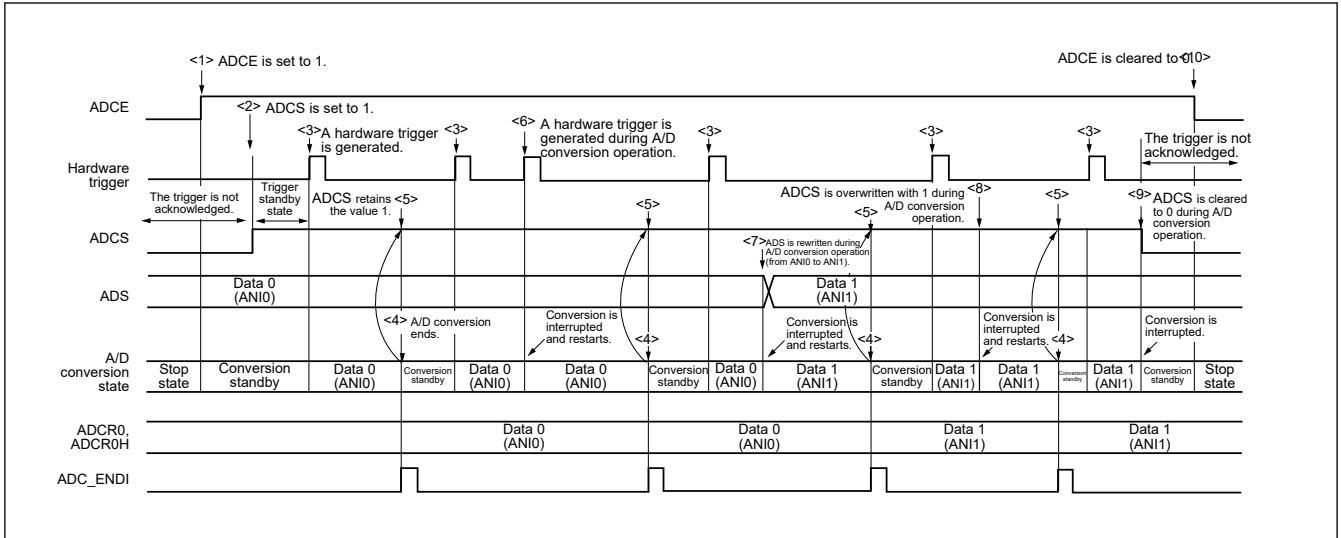 <1> ADCE is set to 1.
ADCE is cleared to 0.
<10>
ADCE
<2> ADCS is set to 1.
<3> A hardware trigger
is generated.
<3>
<6> A hardware trigger is
generated during A/D
conversion operation.
<3>
<3>
<3>
The trigger is not
acknowledged.
Hardware
trigger
The trigger is not
acknowledged.
Trigger
standby
state
ADCS retains
the value 1.
<5>
<5>
ADCS is overwritten with 1 during
A/D conversion
operation.
<8>
<5>
<5>
<9> ADCS is cleared
to 0 during A/D
conversion
operation.
ADCS
<7> ADS is rewritten during
A/D conversion operation
(from ANI0 to ANI1).
ADS
Data 0
(ANI0)
Data 1
(ANI1)
<4> A/D conversion
ends.
Conversion is
interrupted
and restarts.
<4>
Conversion is
interrupted
and restarts.
<4>
Conversion is
interrupted
and restarts.
<4>
Conversion is
interrupted.
A/D
conversion
state
Stop
state
Conversion
standby
Data 0
(ANI0)
Conversion
standby
Data 0
(ANI0)
Data 0
(ANI0)
Conversion
standby
Data 0
(ANI0)
Data 1
(ANI1)
Conversion
standby
Data 1
(ANI1)
Data 1
(ANI1)
Conversion
standby
Data 1
(ANI1)
Conversion
standby
Stop
state
ADCR0,
ADCR0H
Data 0
(ANI0)
Data 0
(ANI0)
Data 1
(ANI1)
Data 1
(ANI1)
ADC_ENDI